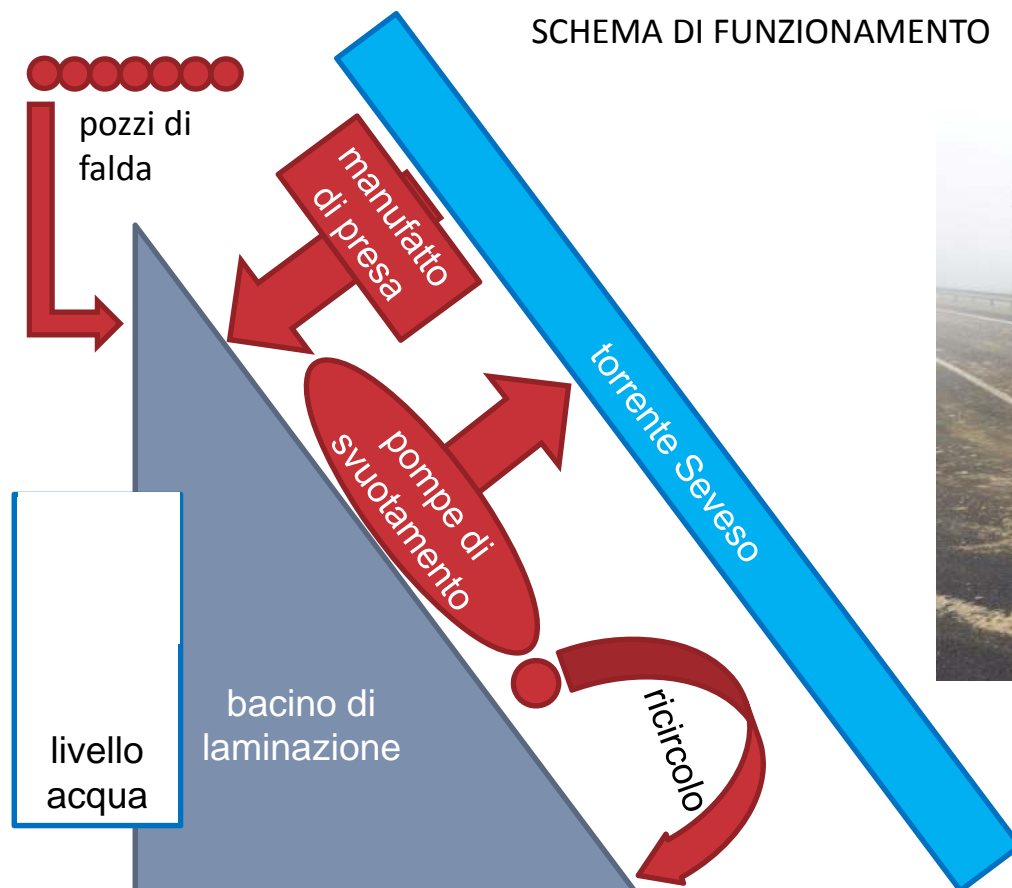 SCHEMA DI FUNZIONAMENTO
pozzi di
falda
manufatto
di presa
torrente Seveso
pompe di
svuotamento
ricircolo
bacino di
laminazione
livello
acqua